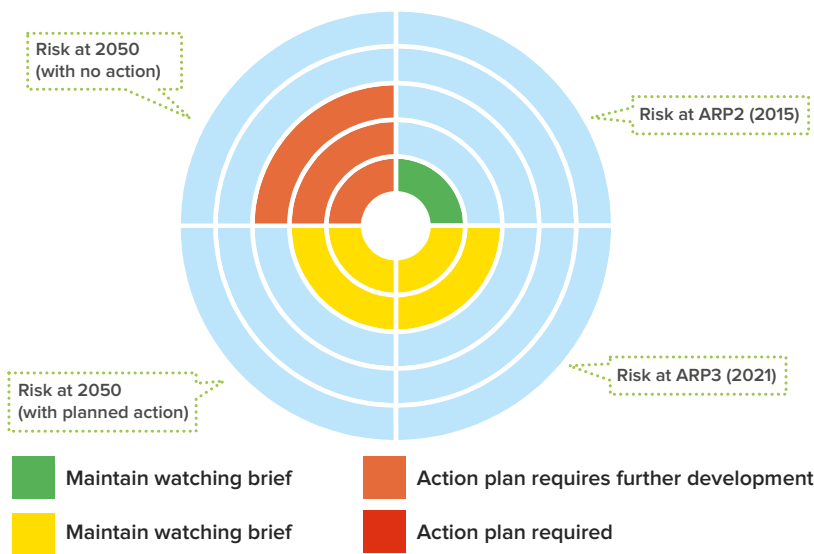 Risk at 2050
(with no action)
Risk at ARP2 (2015)
Risk at 2050
(with planned action)
Risk at ARP3 (2021)
Maintain watching brief
Action plan requires further development
Maintain watching brief
Action plan required